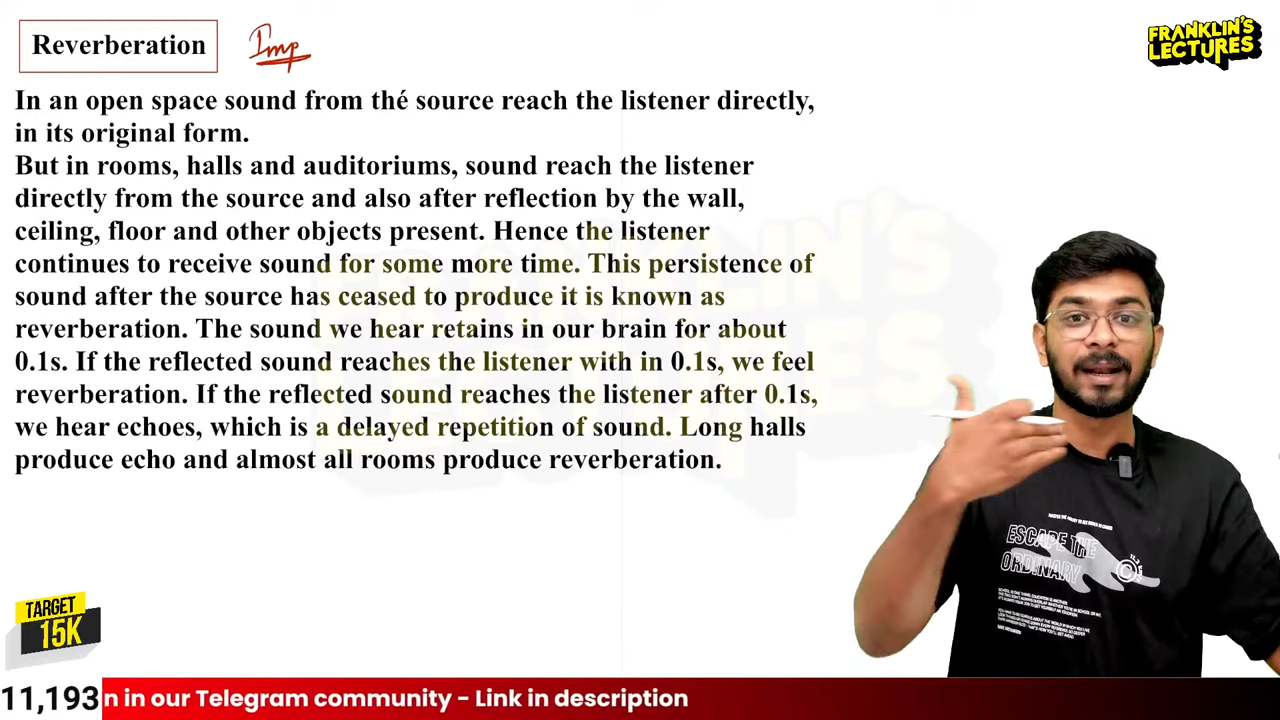 Reverberation Imp
FRANKLIN'S
LECTURES
In an open space sound from thé source reach the listener directly,
in its original form.
But in rooms, halls and auditoriums, sound reach the listener
directly from the source and also after reflection by the wall,
ceiling, floor and other objects present. Hence the listener
continues to receive sound for some more time. This persistence of
sound after the source has ceased to produce it is known as
reverberation. The sound we hear retains in our brain for about
0.1s. If the reflected sound reaches the listener with in 0.1s, we feel
reverberation. If the reflected sound reaches the listener after 0.1s,
we hear echoes, which is a delayed repetition of sound. Long halls
produce echo and almost all rooms produce reverberation.
FRANKLIN'S
LECTURES
ESCAPE THE
ORDINARY
TARGET
15K
11,193
n in our Telegram community - Link in description